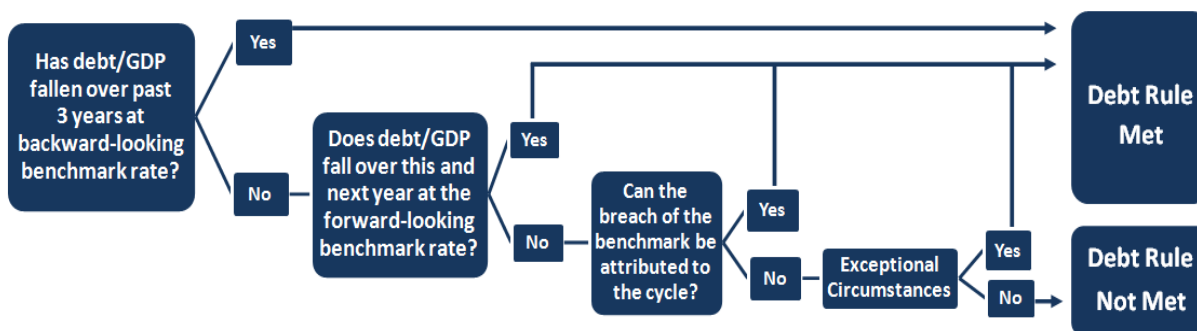 Has debt/GDP
fallen over past
3 years at
backward-looking
benchmark rate?
Yes
No
Does debt/GDP
fall over this and
next year at the
forward-looking
benchmark rate?
Yes
No
Can the
breach of the
benchmark be
attributed to
the cycle?
Yes
No
Exceptional
Circumstances
Yes
No
Debt Rule
Met
Debt Rule
Not Met